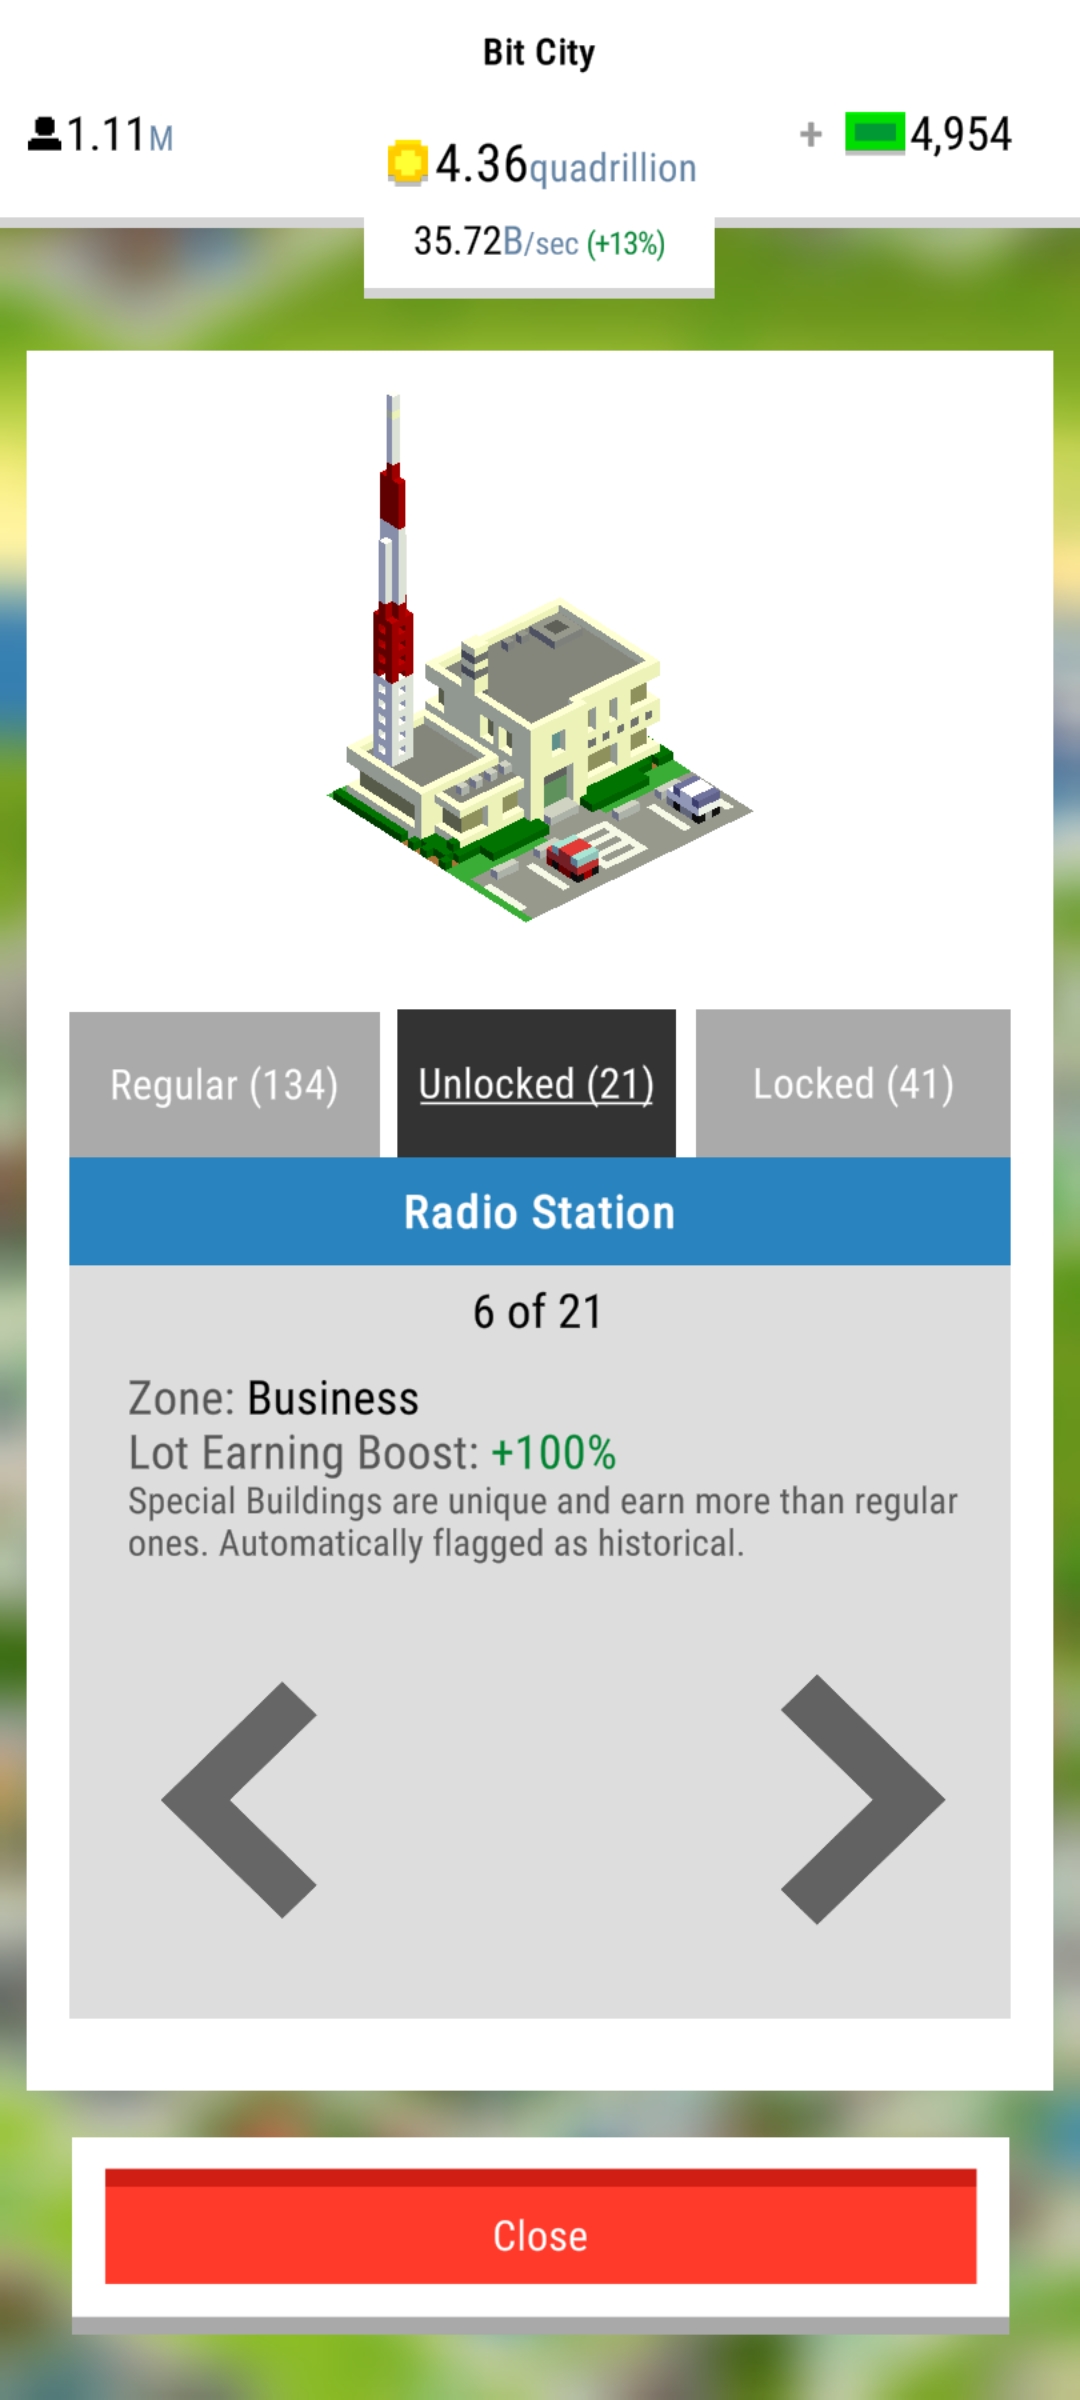 Bit City
1.11M
4.36quadrillion
+ 4,954
35.72B/sec (+13%)
Regular (134)
Unlocked (21)
Locked (41)
Radio Station
6 of 21
Zone: Business
Lot Earning Boost: +100%
Special Buildings are unique and earn more than regular
ones. Automatically flagged as historical.
Close